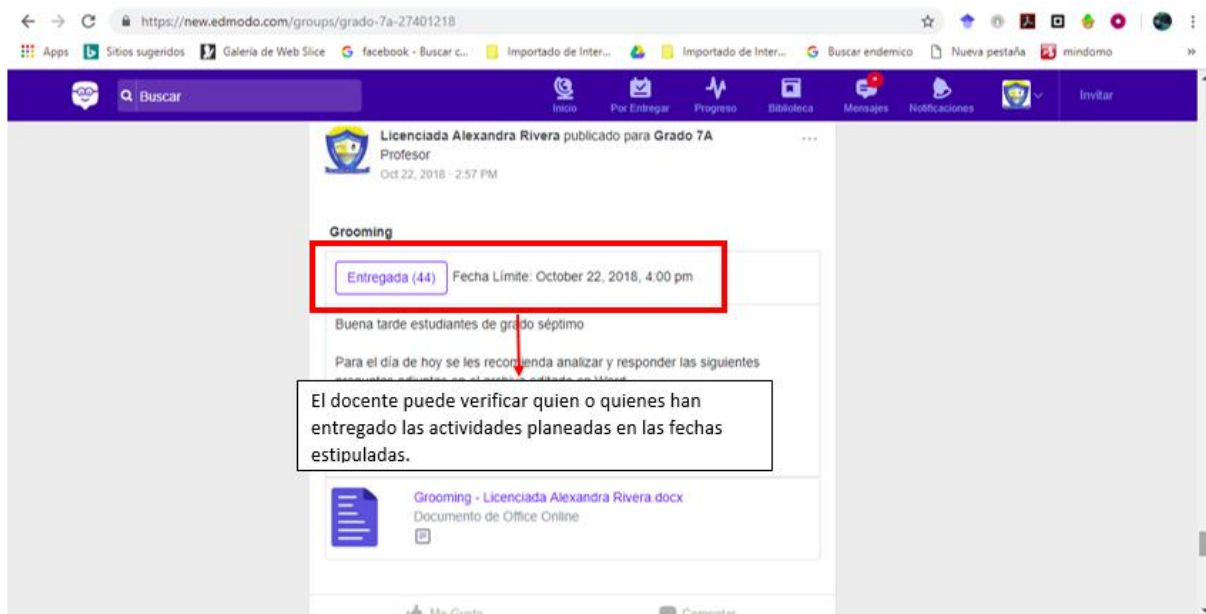 https://new.edmodo.com/groups/grado-7a-27401218
Apps Sitios sugeridos Galería de Web Slice facebook - Buscar c... Importado de Inter... Importado de Inter... Buscar endemico Nueva pestaña mindomo »
Buscar Inicio Por Entregar Progreso Biblioteca Mensajes Notificaciones Invitar
Licenciada Alexandra Rivera publicado para Grado 7A ...
Profesor
Oct 22, 2018 · 2:57 PM
Grooming
Entregada (44) Fecha Límite: October 22, 2018, 4:00 pm
Buena tarde estudiantes de grado séptimo
Para el día de hoy se les recomienda analizar y responder las siguientes
El docente puede verificar quien o quienes han
entregado las actividades planeadas en las fechas
estipuladas.
Grooming - Licenciada Alexandra Rivera.docx
Documento de Office Online
Me Gusta Comentar